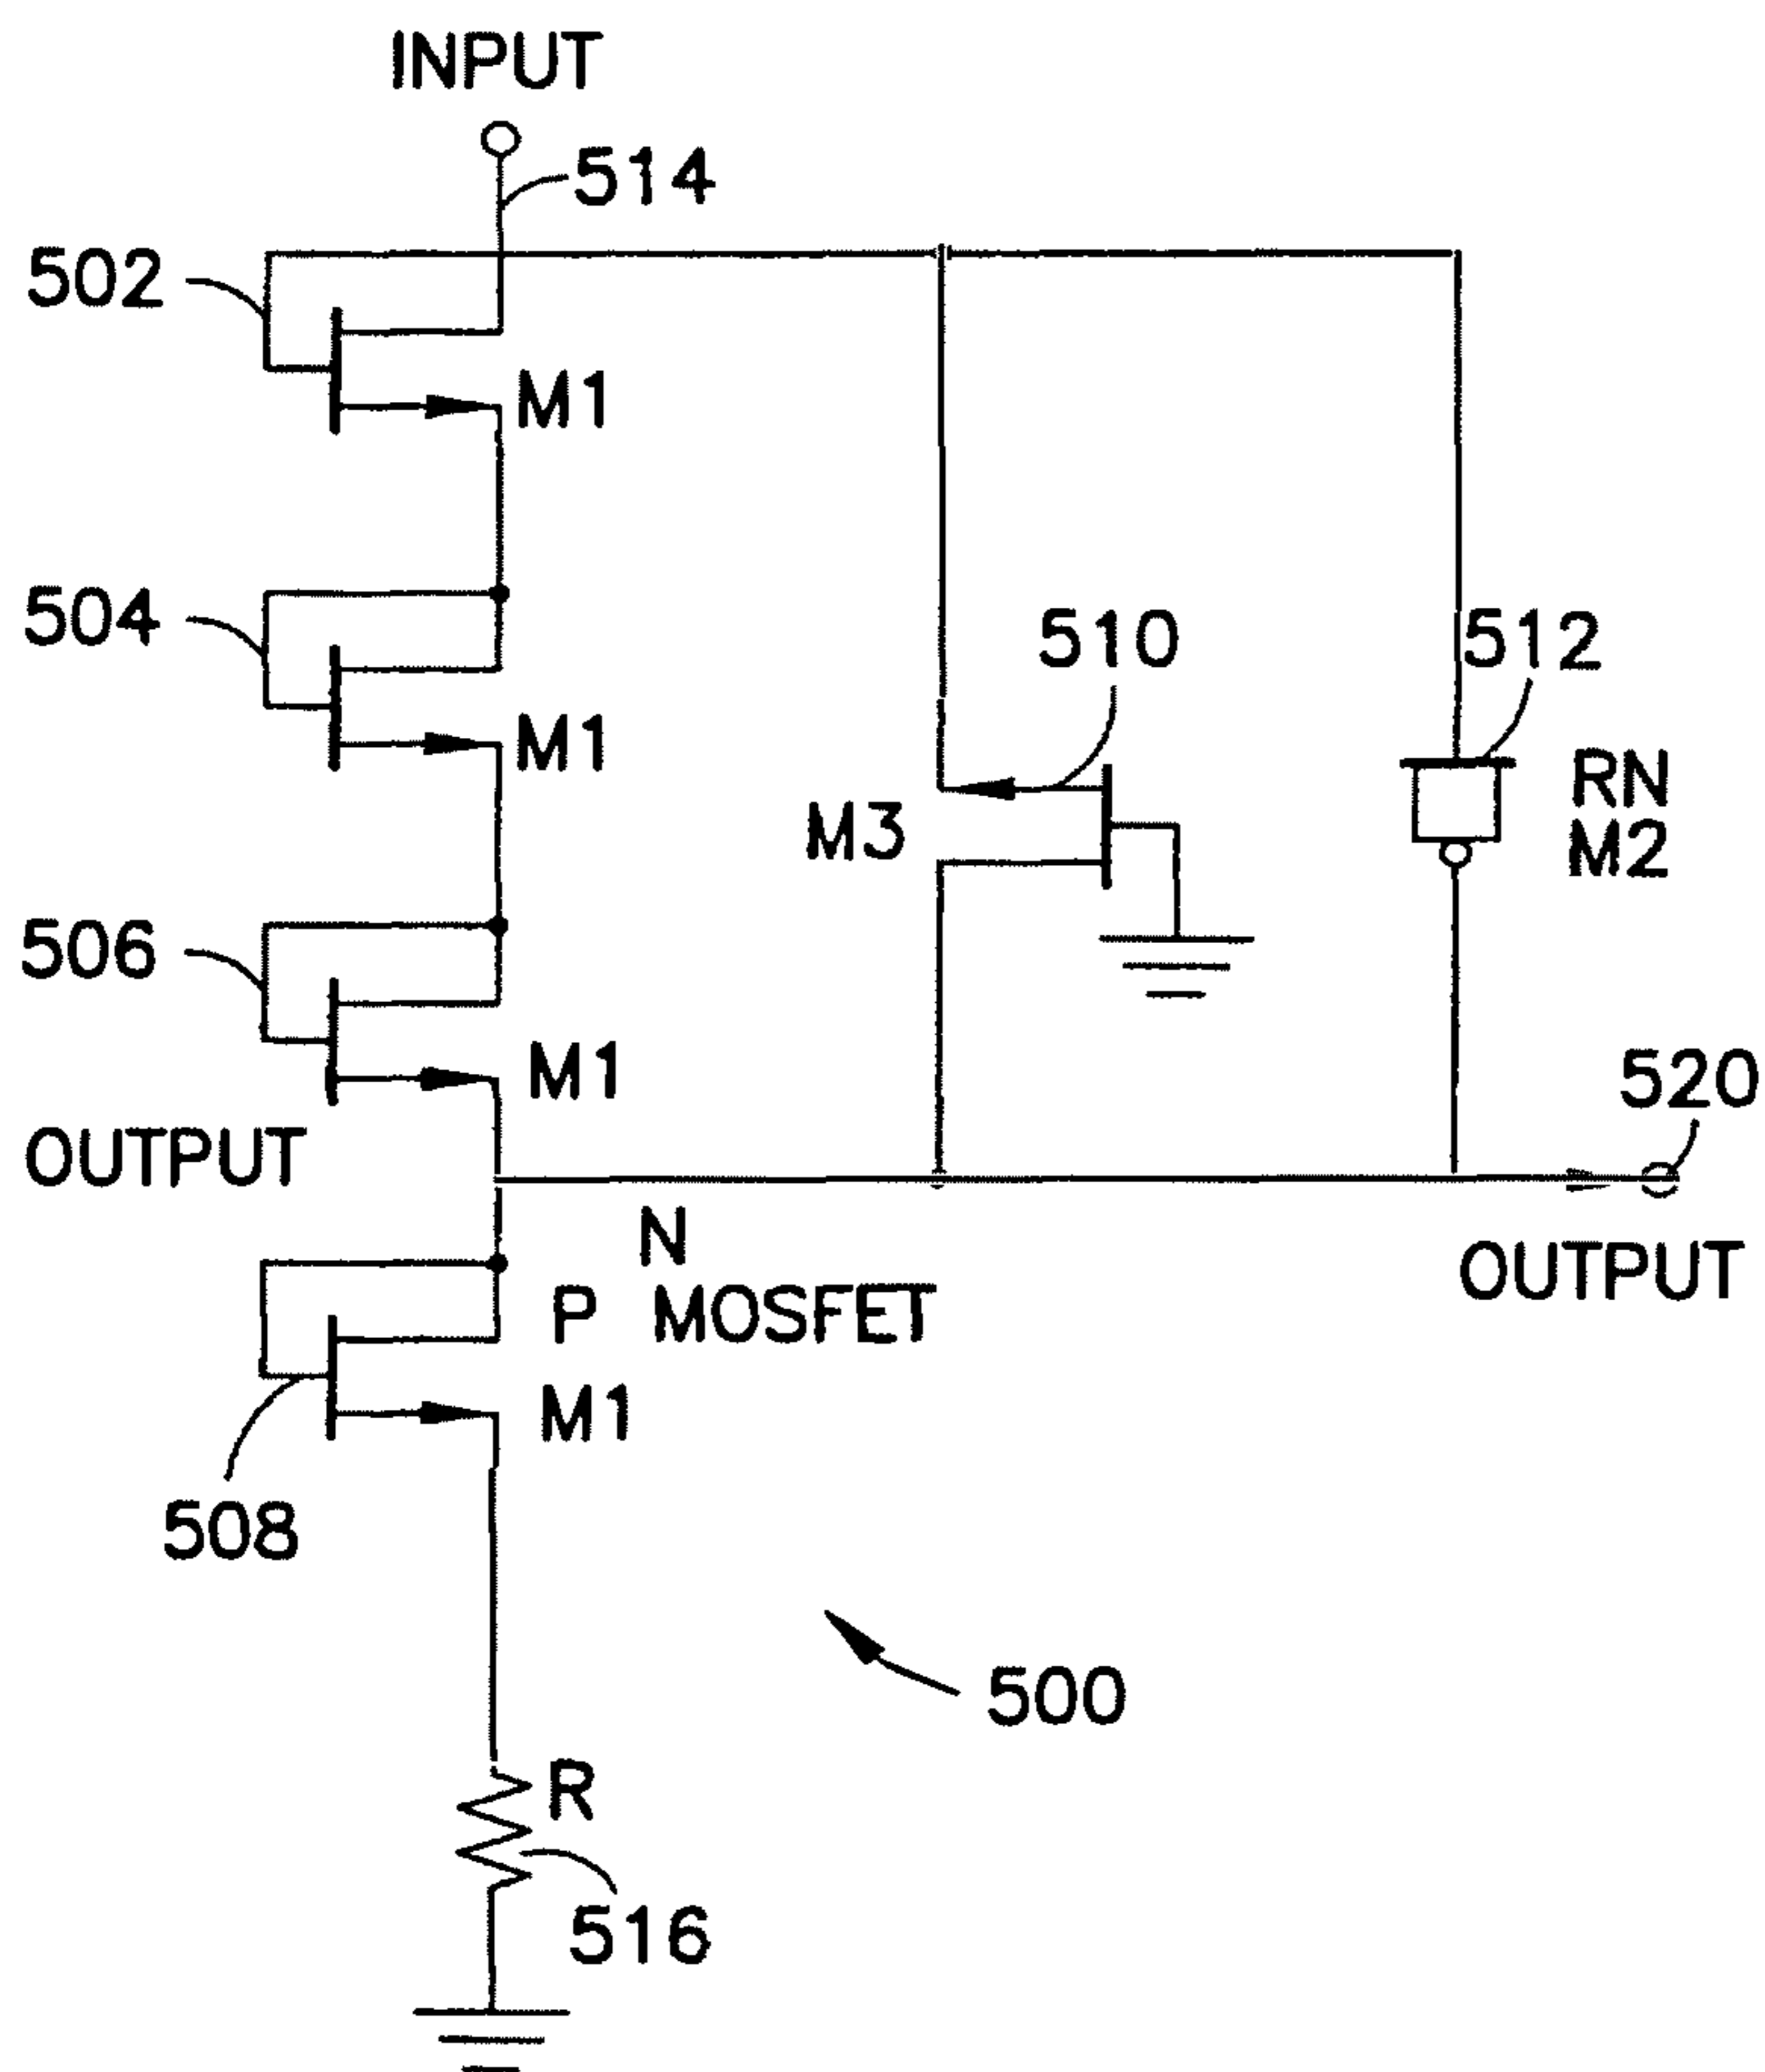 INPUT
514
502
M1
504
M1
510
512
RN
M3
M2
506
M1
520
OUTPUT
N
OUTPUT
P MOSFET
M1
508
500
R
516